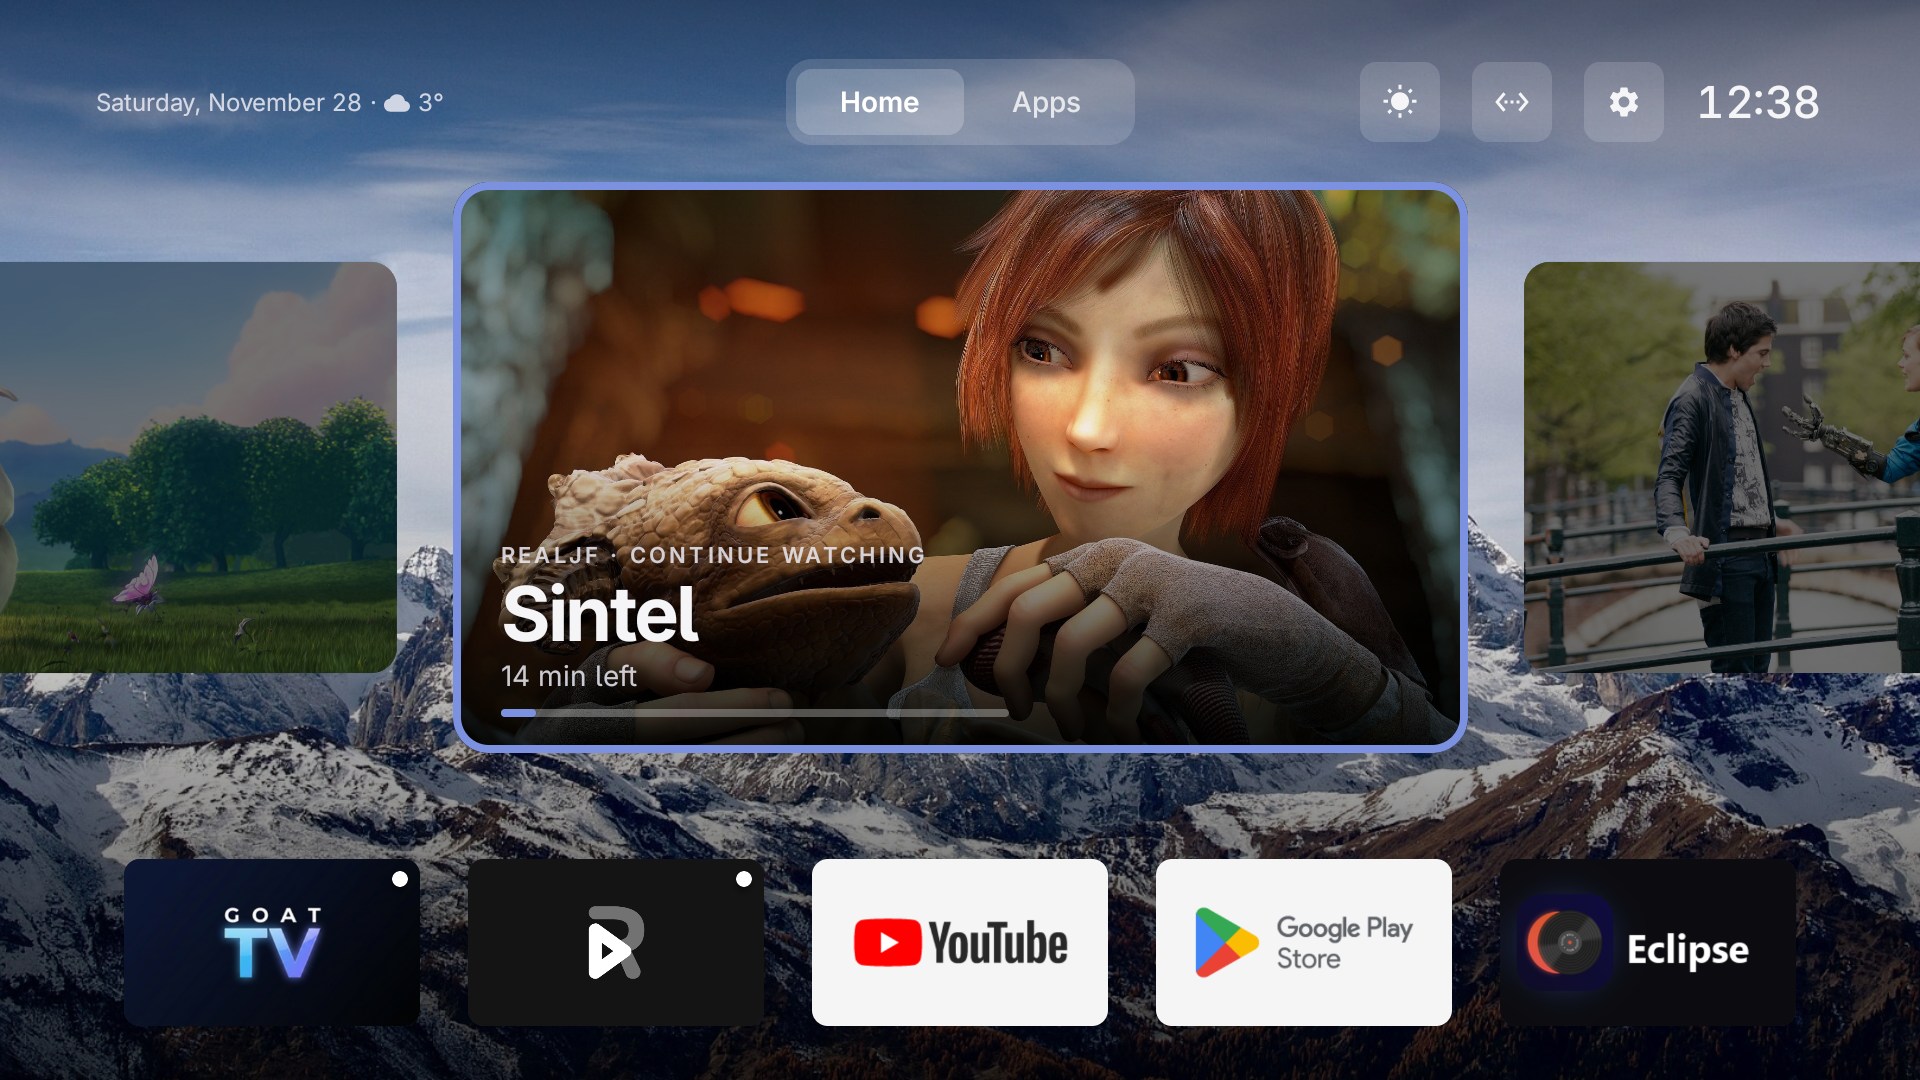 Saturday, November 28 · 3°
Home
Apps
12:38
REALJF · CONTINUE WATCHING
Sintel
14 min left
GOAT
TV
R
YouTube
Google Play
Store
Eclipse